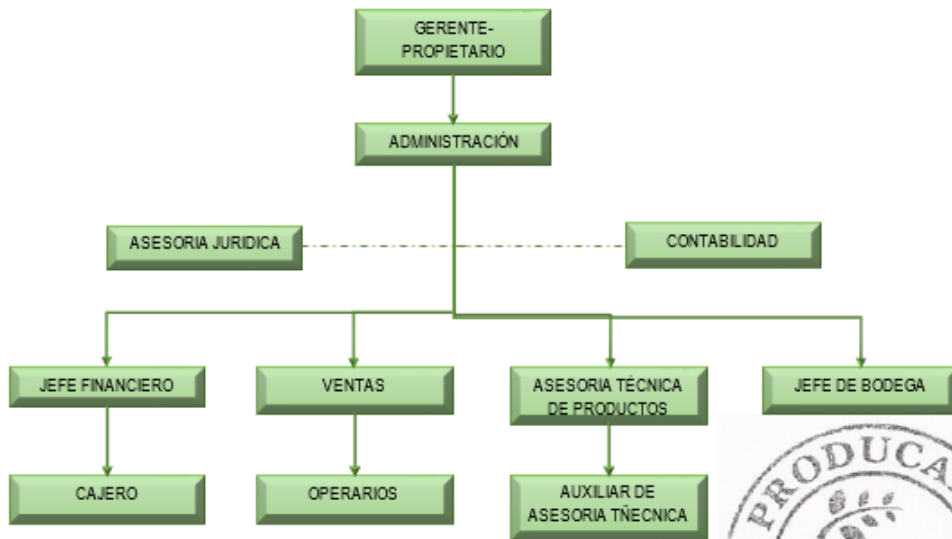 GERENTE-
PROPIETARIO
ADMINISTRACIÓN
ASESORIA JURIDICA
CONTABILIDAD
JEFE FINANCIERO
VENTAS
ASESORIA TÉCNICA
DE PRODUCTOS
JEFE DE BODEGA
CAJERO
OPERARIOS
AUXILIAR DE
ASESORIA TÑECNICA
PRODUCA